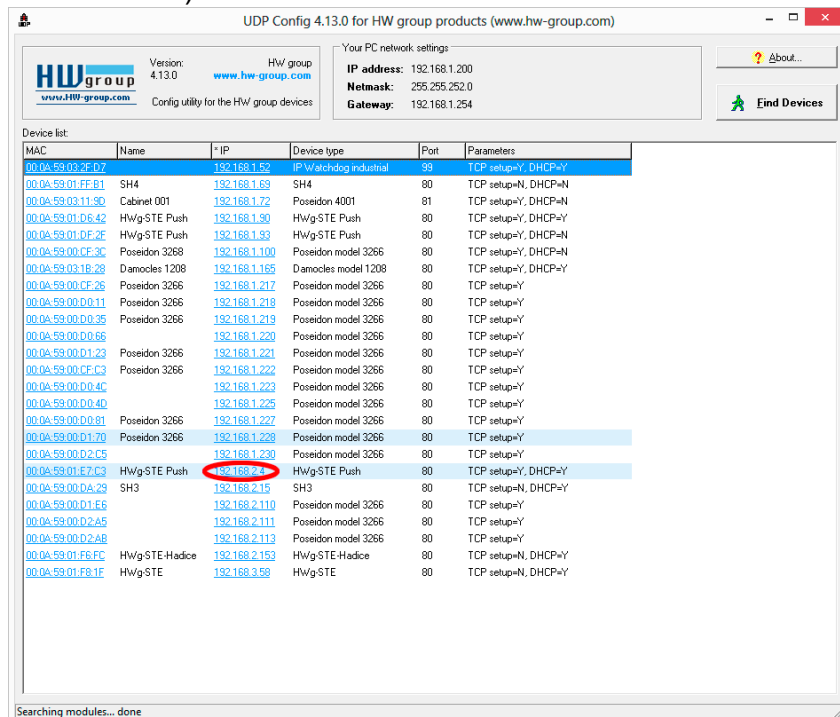 UDP Config 4.13.0 for HW group products (www.hw-group.com)
HW group
www.HW-group.com
Version: HW group
4.13.0 www.hw-group.com
Config utility for the HW group devices
Your PC network settings
IP address: 192.168.1.200
Netmask: 255.255.252.0
Gateway: 192.168.1.254
? About...
Find Devices
Device list:
MAC Name * IP Device type Port Parameters
00:0A:59:03:2F:D7 192.168.1.52 IP Watchdog industrial 99 TCP setup=Y, DHCP=Y
00:0A:59:01:FF:B1 SH4 192.168.1.69 SH4 80 TCP setup=N, DHCP=N
00:0A:59:03:11:9D Cabinet 001 192.168.1.72 Poseidon 4001 81 TCP setup=Y, DHCP=N
00:0A:59:01:D6:42 HWg-STE Push 192.168.1.90 HWg-STE Push 80 TCP setup=Y, DHCP=Y
00:0A:59:01:DF:2F HWg-STE Push 192.168.1.93 HWg-STE Push 80 TCP setup=Y, DHCP=N
00:0A:59:00:CF:3C Poseidon 3268 192.168.1.100 Poseidon model 3266 80 TCP setup=Y, DHCP=N
00:0A:59:03:1B:28 Damocles 1208 192.168.1.165 Damocles model 1208 80 TCP setup=Y, DHCP=Y
00:0A:59:00:CF:26 Poseidon 3266 192.168.1.217 Poseidon model 3266 80 TCP setup=Y
00:0A:59:00:D0:11 Poseidon 3266 192.168.1.218 Poseidon model 3266 80 TCP setup=Y
00:0A:59:00:D0:35 Poseidon 3266 192.168.1.219 Poseidon model 3266 80 TCP setup=Y
00:0A:59:00:D0:66 192.168.1.220 Poseidon model 3266 80 TCP setup=Y
00:0A:59:00:D1:23 Poseidon 3266 192.168.1.221 Poseidon model 3266 80 TCP setup=Y
00:0A:59:00:CF:C3 Poseidon 3266 192.168.1.222 Poseidon model 3266 80 TCP setup=Y
00:0A:59:00:D0:4C 192.168.1.223 Poseidon model 3266 80 TCP setup=Y
00:0A:59:00:D0:4D 192.168.1.225 Poseidon model 3266 80 TCP setup=Y
00:0A:59:00:D0:81 Poseidon 3266 192.168.1.227 Poseidon model 3266 80 TCP setup=Y
00:0A:59:00:D1:70 Poseidon 3266 192.168.1.228 Poseidon model 3266 80 TCP setup=Y
00:0A:59:00:D2:C5 192.168.1.230 Poseidon model 3266 80 TCP setup=Y
00:0A:59:01:E7:C3 HWg-STE Push 192.168.2.4 HWg-STE Push 80 TCP setup=Y, DHCP=Y
00:0A:59:00:DA:29 SH3 192.168.2.15 SH3 80 TCP setup=N, DHCP=Y
00:0A:59:00:D1:E6 192.168.2.110 Poseidon model 3266 80 TCP setup=Y
00:0A:59:00:D2:A5 192.168.2.111 Poseidon model 3266 80 TCP setup=Y
00:0A:59:00:D2:AB 192.168.2.113 Poseidon model 3266 80 TCP setup=Y
00:0A:59:01:F6:FC HWg-STE-Hadice 192.168.2.153 HWg-STE-Hadice 80 TCP setup=N, DHCP=Y
00:0A:59:01:F8:1F HWg-STE 192.168.3.58 HWg-STE 80 TCP setup=N, DHCP=Y
Searching modules... done